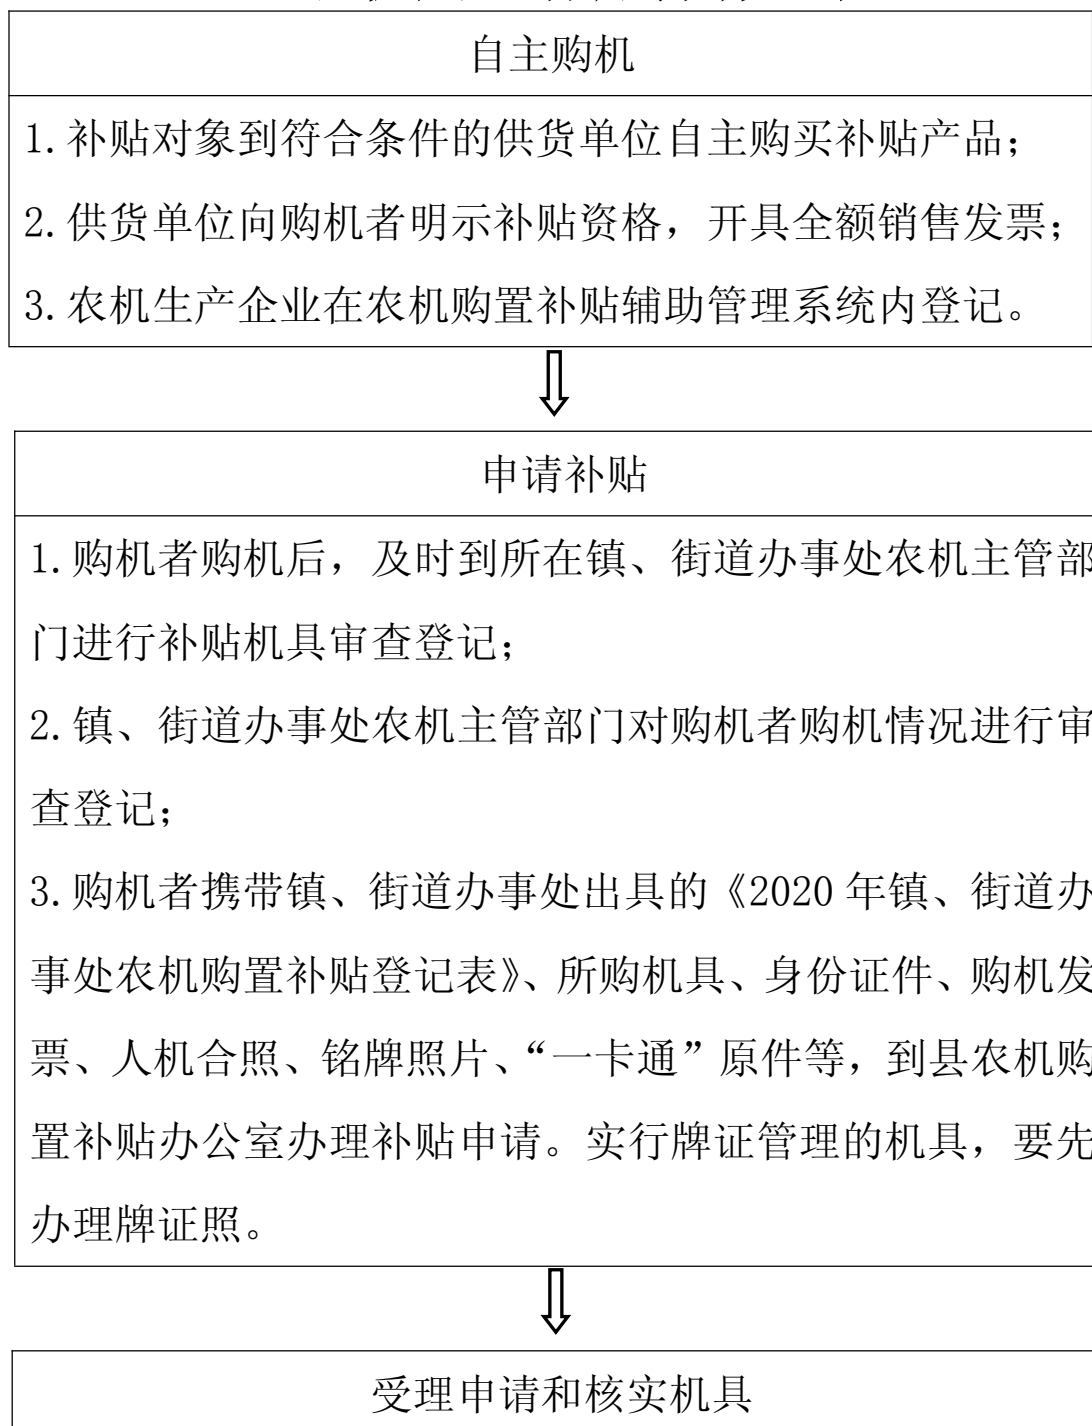 自主购机
1.补贴对象到符合条件的供货单位自主购买补贴产品；
2.供货单位向购机者明示补贴资格，开具全额销售发票；
3.农机生产企业在农机购置补贴辅助管理系统内登记。
申请补贴
1.购机者购机后，及时到所在镇、街道办事处农机主管部
门进行补贴机具审查登记；
2.镇、街道办事处农机主管部门对购机者购机情况进行审
查登记；
3.购机者携带镇、街道办事处出具的《2020 年镇、街道办
事处农机购置补贴登记表》、所购机具、身份证件、购机发
票、人机合照、铭牌照片、“一卡通”原件等，到县农机购
置补贴办公室办理补贴申请。实行牌证管理的机具，要先
办理牌证照。
受理申请和核实机具